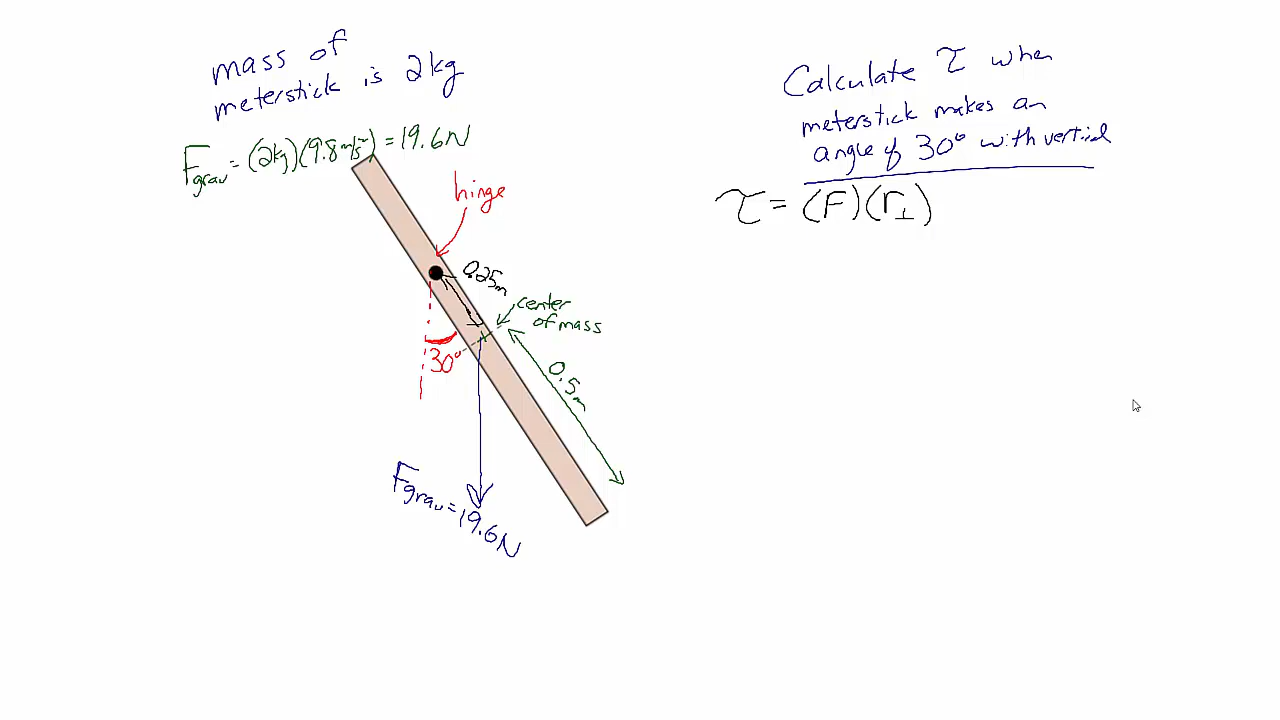 mass of
meterstick is 2kg
Fgrav = (2kg)(9.8 m/s²) = 19.6N
hinge
0.25m
center
of mass
30°
0.5m
Fgrav = 19.6N
Calculate τ when
meterstick makes an
angle of 30° with vertical
τ = (F)(r⊥)